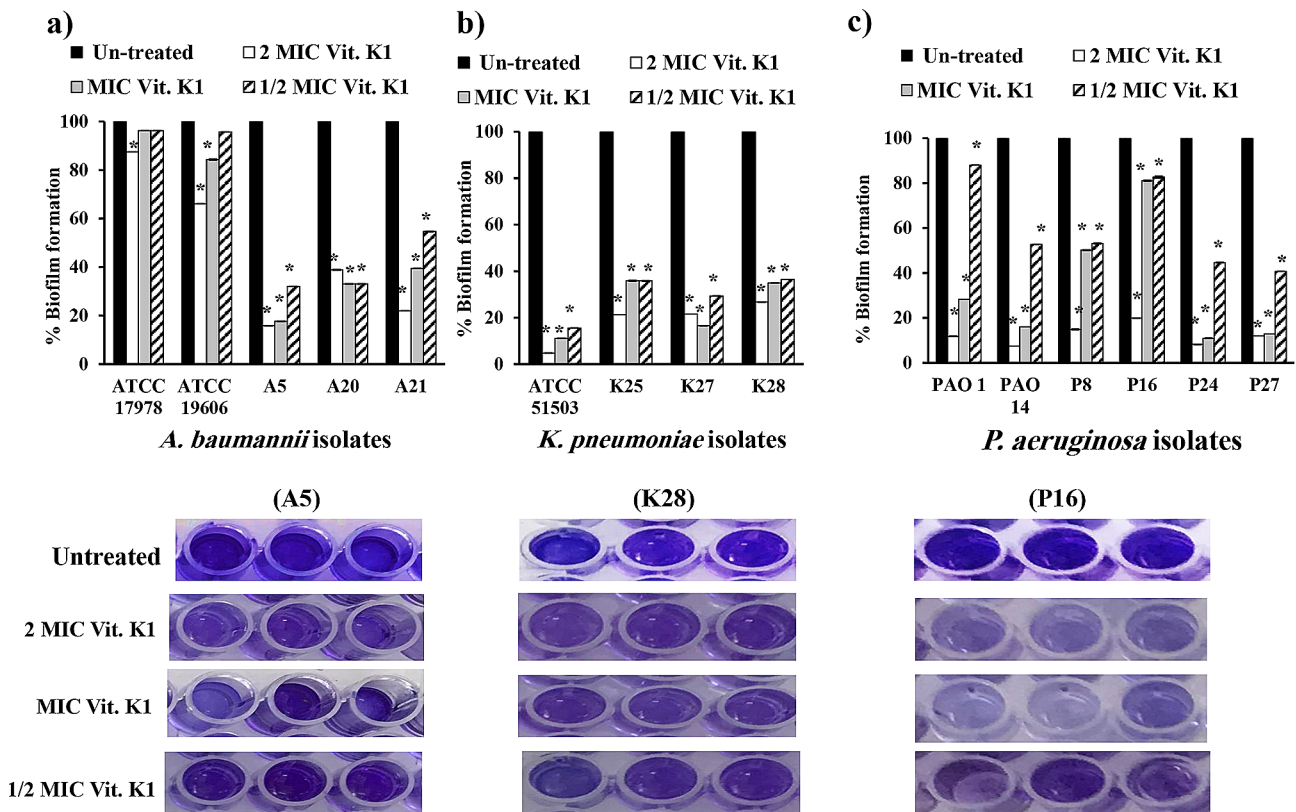 a)
Un-treated 2 MIC Vit. K1
MIC Vit. K1 1/2 MIC Vit. K1
% Biofilm formation
100
80
60
40
20
0
* * * * * * * * * * * *
ATCC 17978
ATCC 19606
A5
A20
A21
A. baumannii isolates
b)
Un-treated 2 MIC Vit. K1
MIC Vit. K1 1/2 MIC Vit. K1
% Biofilm formation
100
80
60
40
20
0
* * * * * * * * * * * *
ATCC 51503
K25
K27
K28
K. pneumoniae isolates
c)
Un-treated 2 MIC Vit. K1
MIC Vit. K1 1/2 MIC Vit. K1
% Biofilm formation
100
80
60
40
20
0
* * * * * * * * * * * * * * * * * *
PAO 1
PAO 14
P8
P16
P24
P27
P. aeruginosa isolates
(A5) (K28) (P16)
Untreated
2 MIC Vit. K1
MIC Vit. K1
1/2 MIC Vit. K1